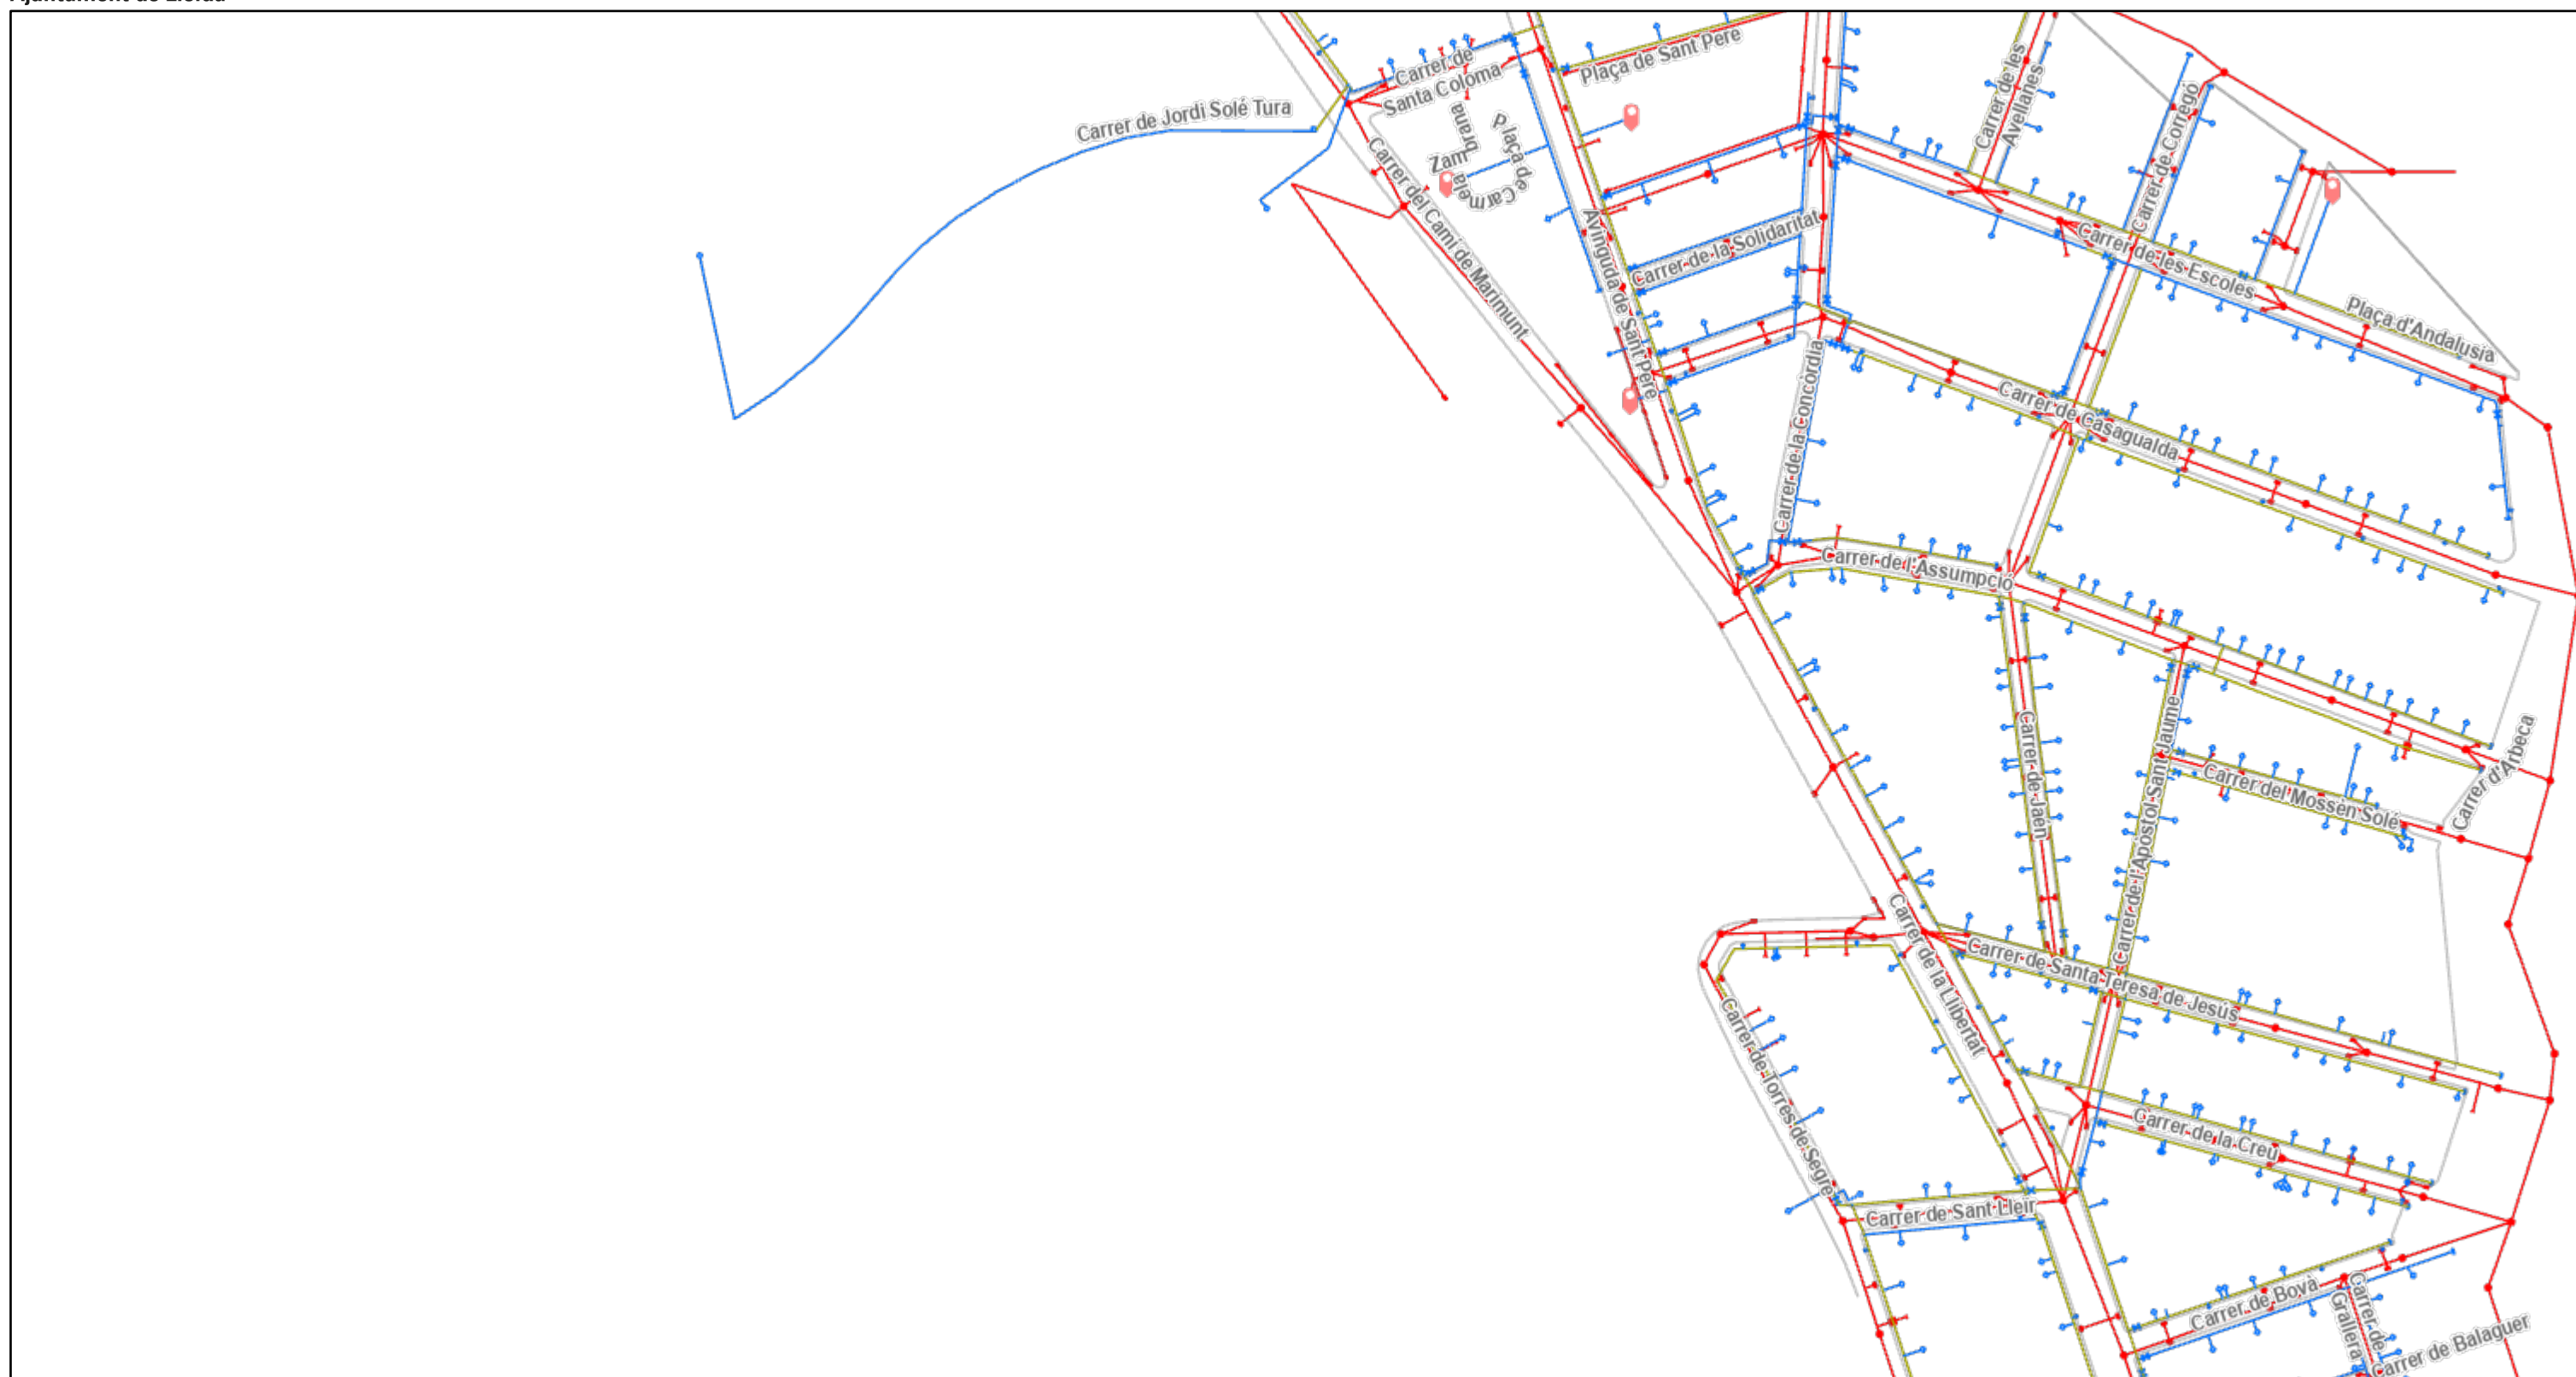 Ajuntament de Lleida
Plaça de Sant Pere
Carrer de
Santa Coloma
Carrer de Jordi Solé Tura
Plaça de Carmela
Zambrana
Carrer de les
Avellanes
Carrer de Corregó
Carrer del Camí de Marimunt
Avinguda de Sant Pere
Carrer de la Solidaritat
Carrer de les Escoles
Plaça d'Andalusia
Carrer de la Concòrdia
Carrer de Casagualda
Carrer de l'Assumpció
Carrer de Jaén
Carrer de l'Apòstol Sant Jaume
Carrer del Mossèn Solé
Carrer d'Arbeca
Carrer de la Llibertat
Carrer de Santa Teresa de Jesús
Carrer de Torres de Segre
Carrer de la Creu
Carrer de Sant Lleïr
Carrer de Bovà
Carrer de
Grallera
Carrer de Balaguer